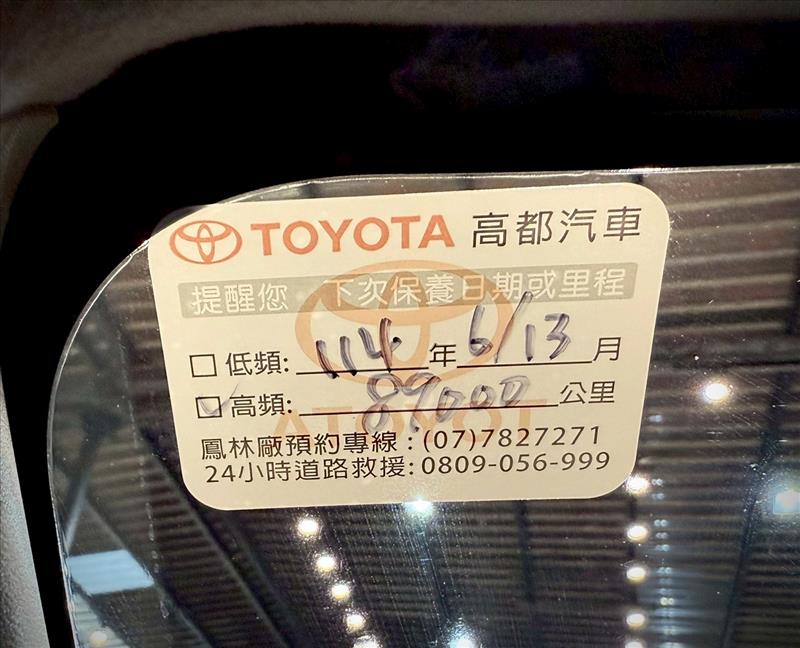 TOYOTA 高都汽車
提醒您 下次保養日期或里程
□ 低頻: 114 年 6/13 月
□ 高頻: 89000 公里
鳳林廠預約專線:(07)7827271
24小時道路救援:0809-056-999